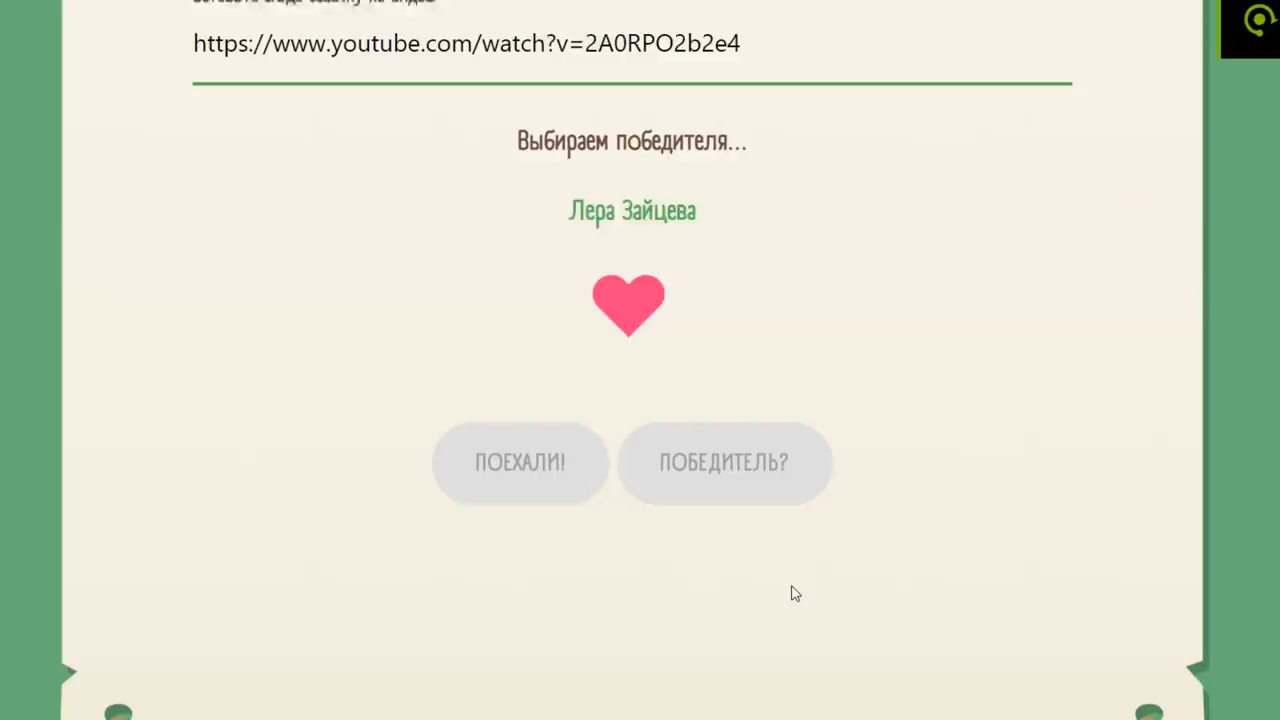 https://www.youtube.com/watch?v=2A0RPO2b2e4
Выбираем победителя...
Лера Зайцева
ПОЕХАЛИ!
ПОБЕДИТЕЛЬ?